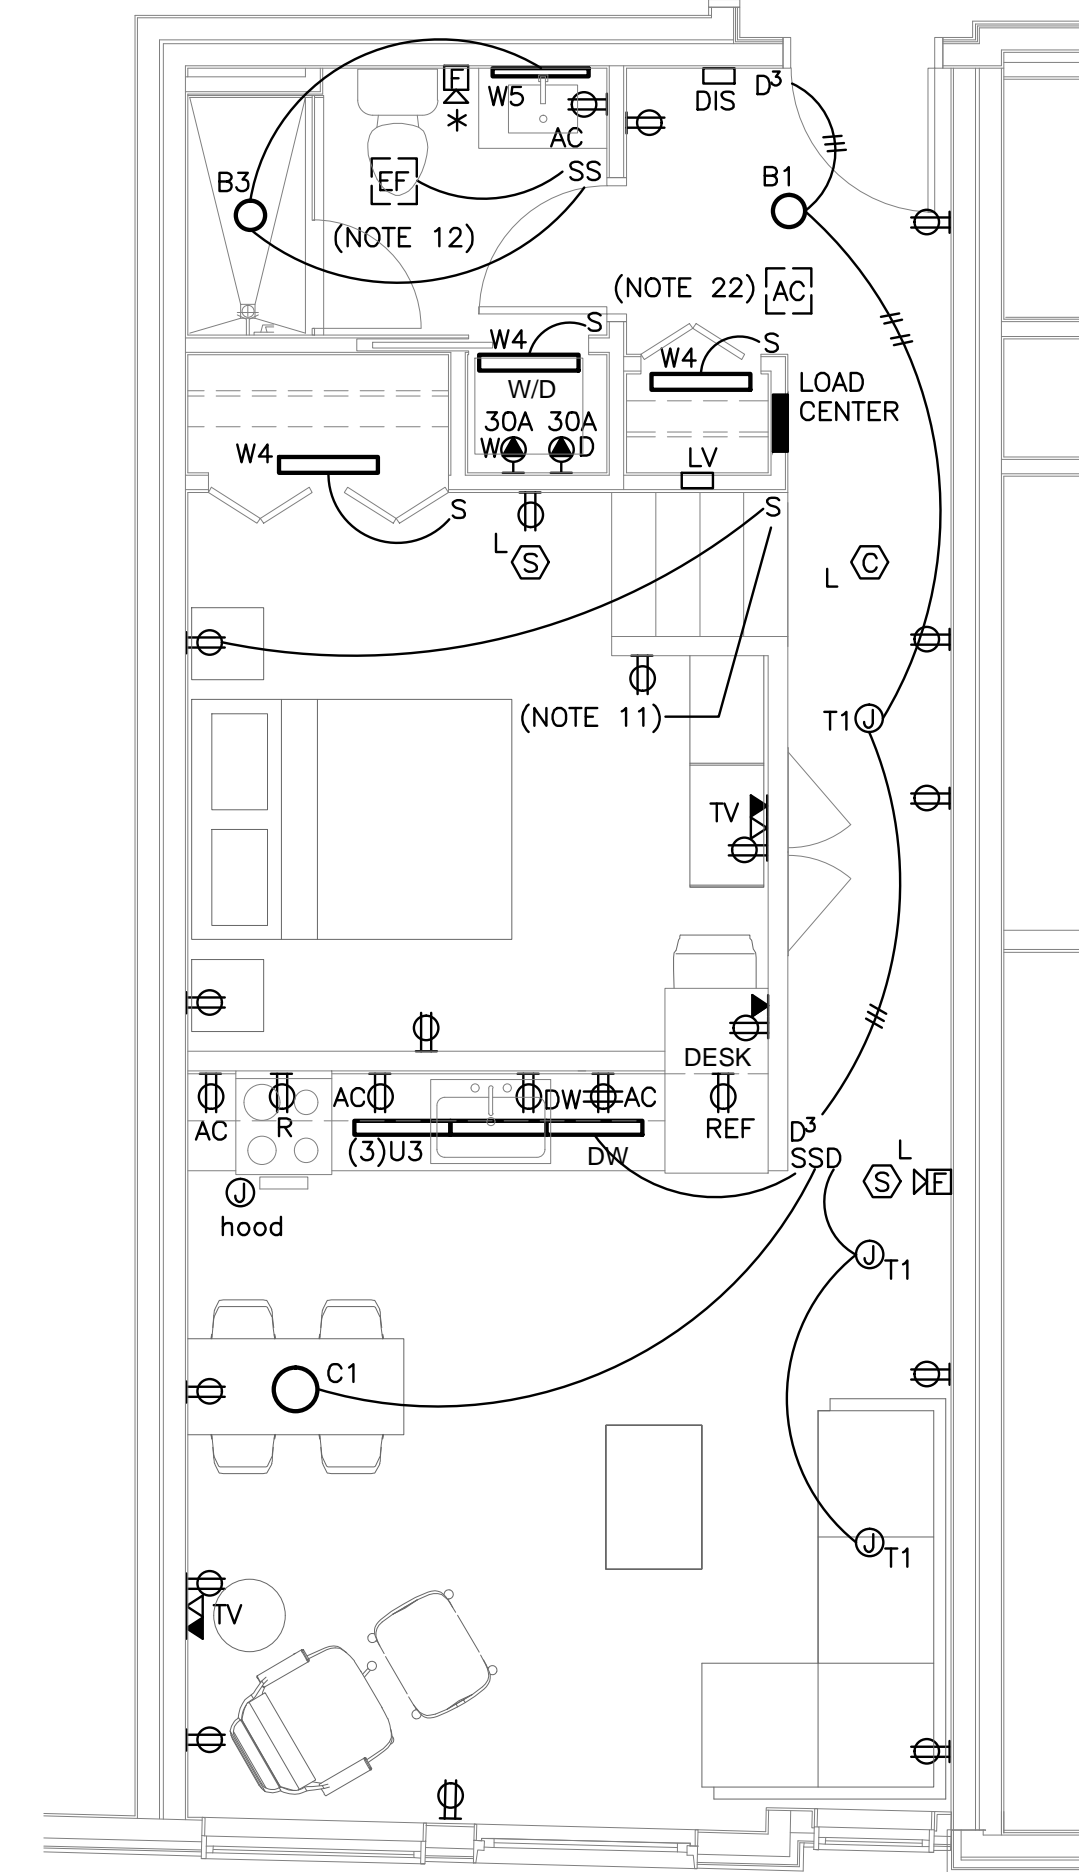 F
W5
DIS
D3
AC
SS
B3
EF
B1
(NOTE 12)
(NOTE 22) AC
W4 S
W4 S
W/D
LOAD
CENTER
30A 30A
W D
W4
LV
S
S
L
S
C
L
(NOTE 11)
T1 J
TV
DESK
AC DW AC
AC R REF
(3)U3 DW
D3
SSD
L
S F
J
hood
J T1
C1
J T1
TV